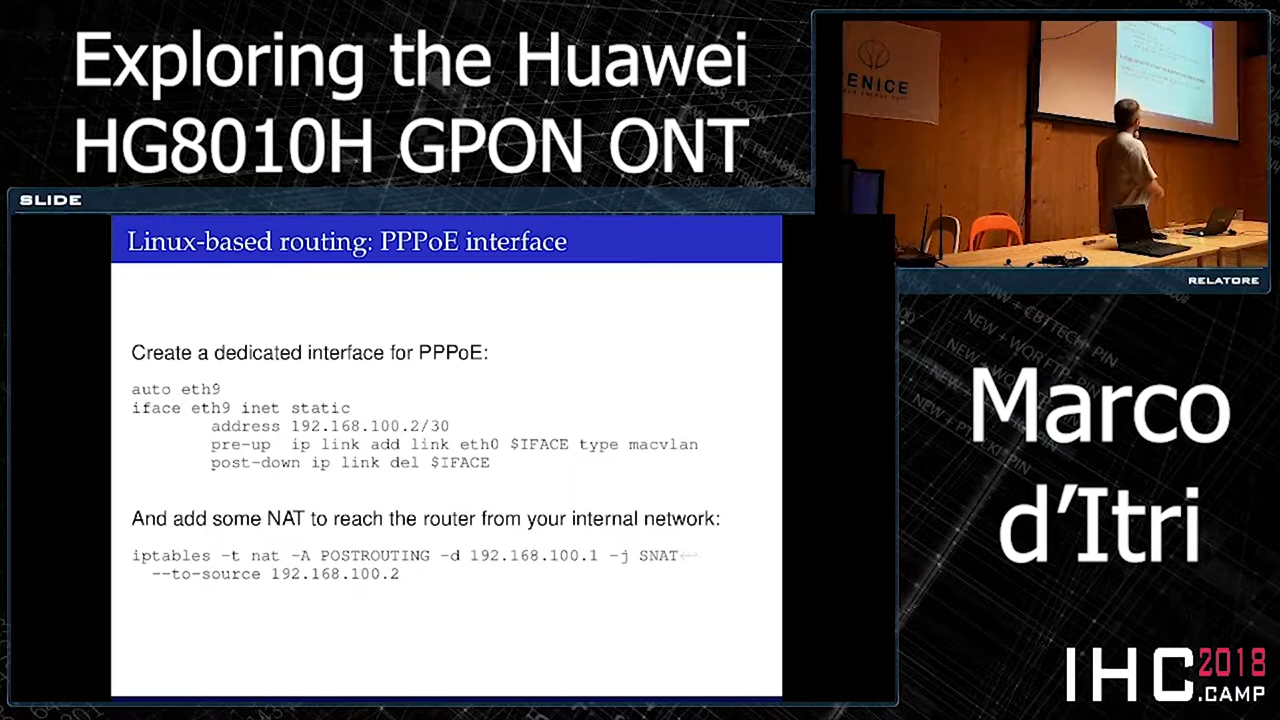 Exploring the Huawei
HG8010H GPON ONT
SLIDE
Linux-based routing: PPPoE interface
Create a dedicated interface for PPPoE:
auto eth9
iface eth9 inet static
address 192.168.100.2/30
pre-up ip link add link eth0 $IFACE type macvlan
post-down ip link del $IFACE
And add some NAT to reach the router from your internal network:
iptables -t nat -A POSTROUTING -d 192.168.100.1 -j SNAT↩
--to-source 192.168.100.2
ENICE
RELATORE
Marco
d'Itri
IHC 2018
.CAMP